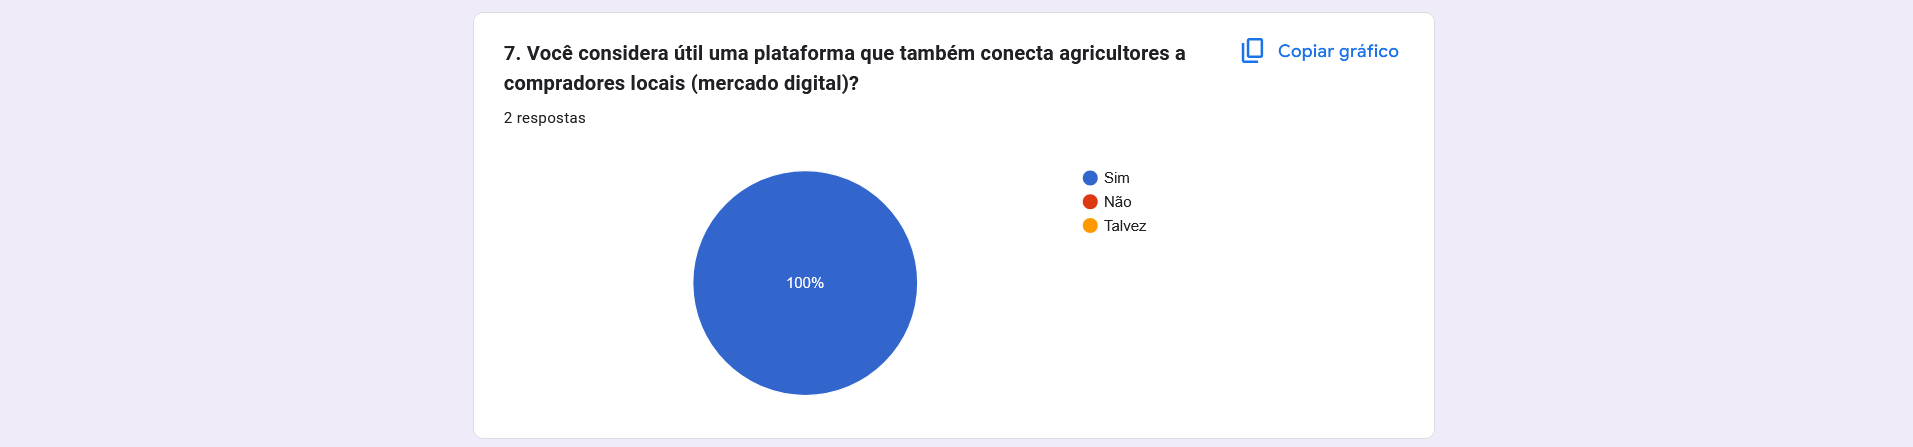 7. Você considera útil uma plataforma que também conecta agricultores a
compradores locais (mercado digital)?
Copiar gráfico
2 respostas
100%
Sim
Não
Talvez